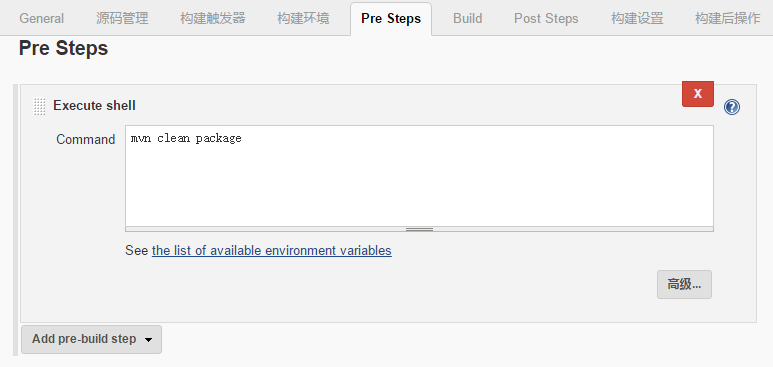 General 源码管理 构建触发器 构建环境 Pre Steps Build Post Steps 构建设置 构建后操作
Pre Steps
X
Execute shell ?
Command mvn clean package
See the list of available environment variables
高级...
Add pre-build step